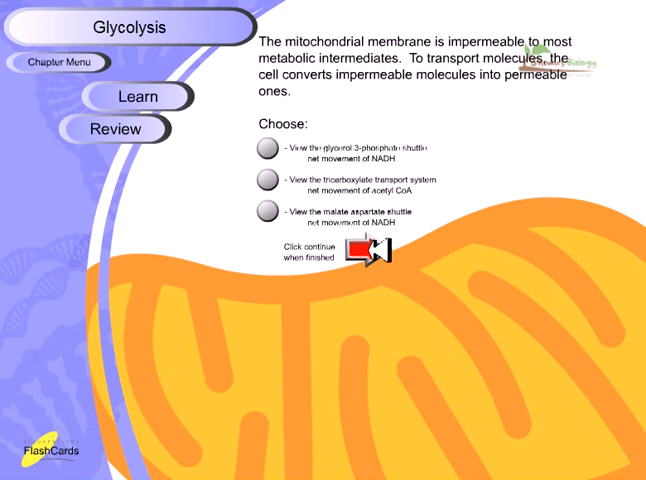 Glycolysis
Chapter Menu
Learn
Review
The mitochondrial membrane is impermeable to most
metabolic intermediates. To transport molecules, the
cell converts impermeable molecules into permeable
ones.
Choose:
- View the glycerol 3-phosphate shuttle
net movement of NADH
- View the tricarboxylate transport system
net movement of acetyl CoA
- View the malate aspartate shuttle
net movement of NADH
Click continue
when finished
FlashCards